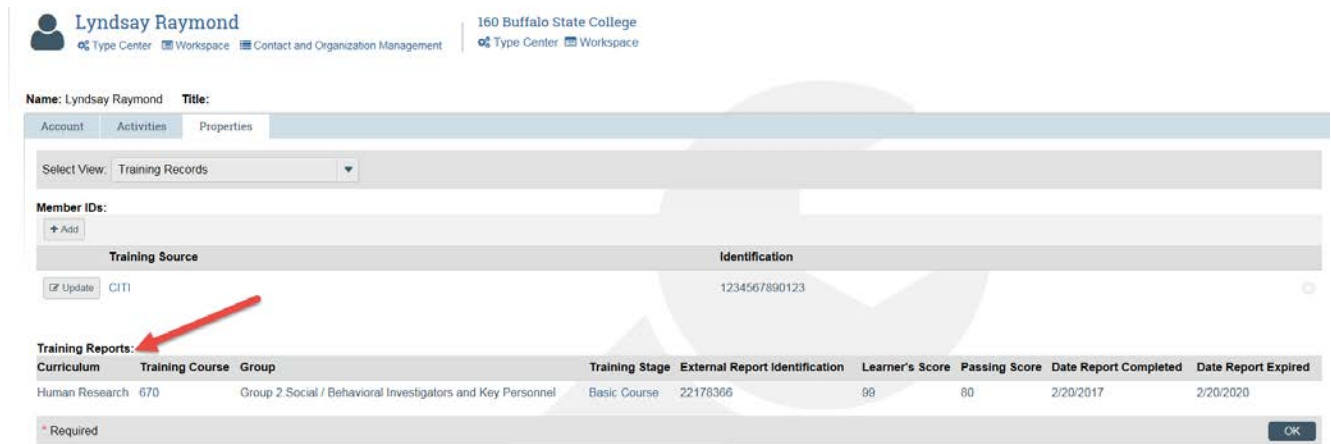 Lyndsay Raymond
Type Center Workspace Contact and Organization Management
160 Buffalo State College
Type Center Workspace
Name: Lyndsay Raymond Title:
Account Activities Properties
Select View: Training Records
Member IDs:
+ Add
Training Source Identification
Update CITI 1234567890123
Training Reports:
Curriculum Training Course Group Training Stage External Report Identification Learner's Score Passing Score Date Report Completed Date Report Expired
Human Research 670 Group 2.Social / Behavioral Investigators and Key Personnel Basic Course 22178366 99 80 2/20/2017 2/20/2020
* Required OK